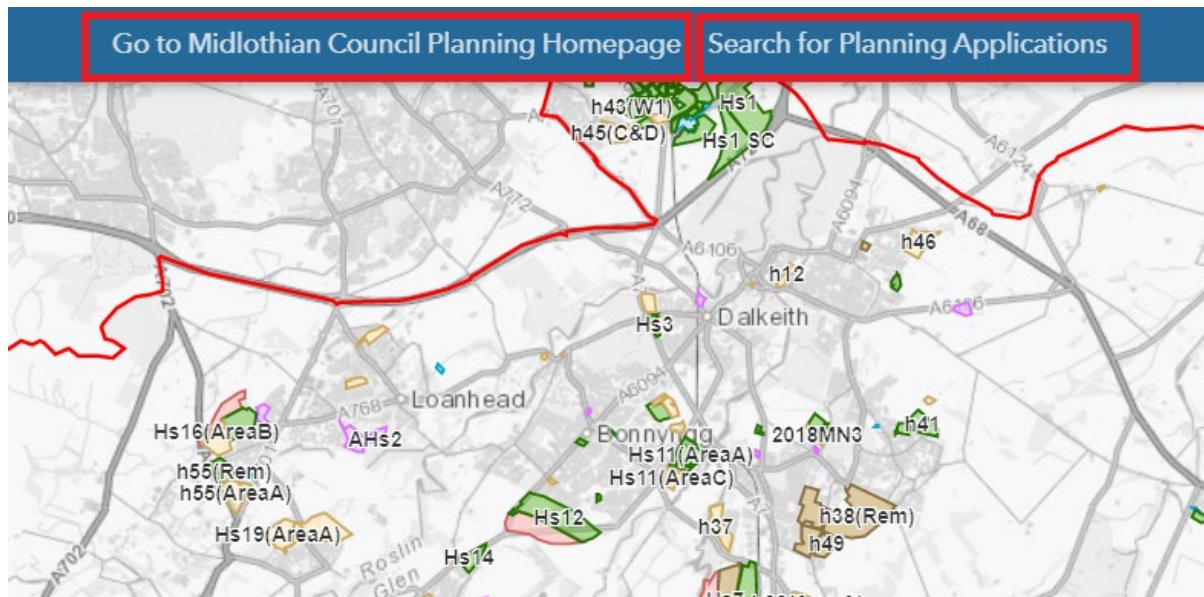 Go to Midlothian Council Planning Homepage
Search for Planning Applications
A701
h43(W1)
Hs1
h45(C&D)
Hs1 SC
A6124
A772
A6094
A68
A702
A6106
h46
h12
Hs3
Dalkeith
A6094
A768
Loanhead
Hs16(AreaB)
AHs2
Bonnyrigg
2018MN3
h41
Hs11(AreaA)
h55(Rem)
Hs11(AreaC)
h55(AreaA)
Hs12
h37
h38(Rem)
Hs19(AreaA)
h49
A702
Roslin
Glen
Hs14